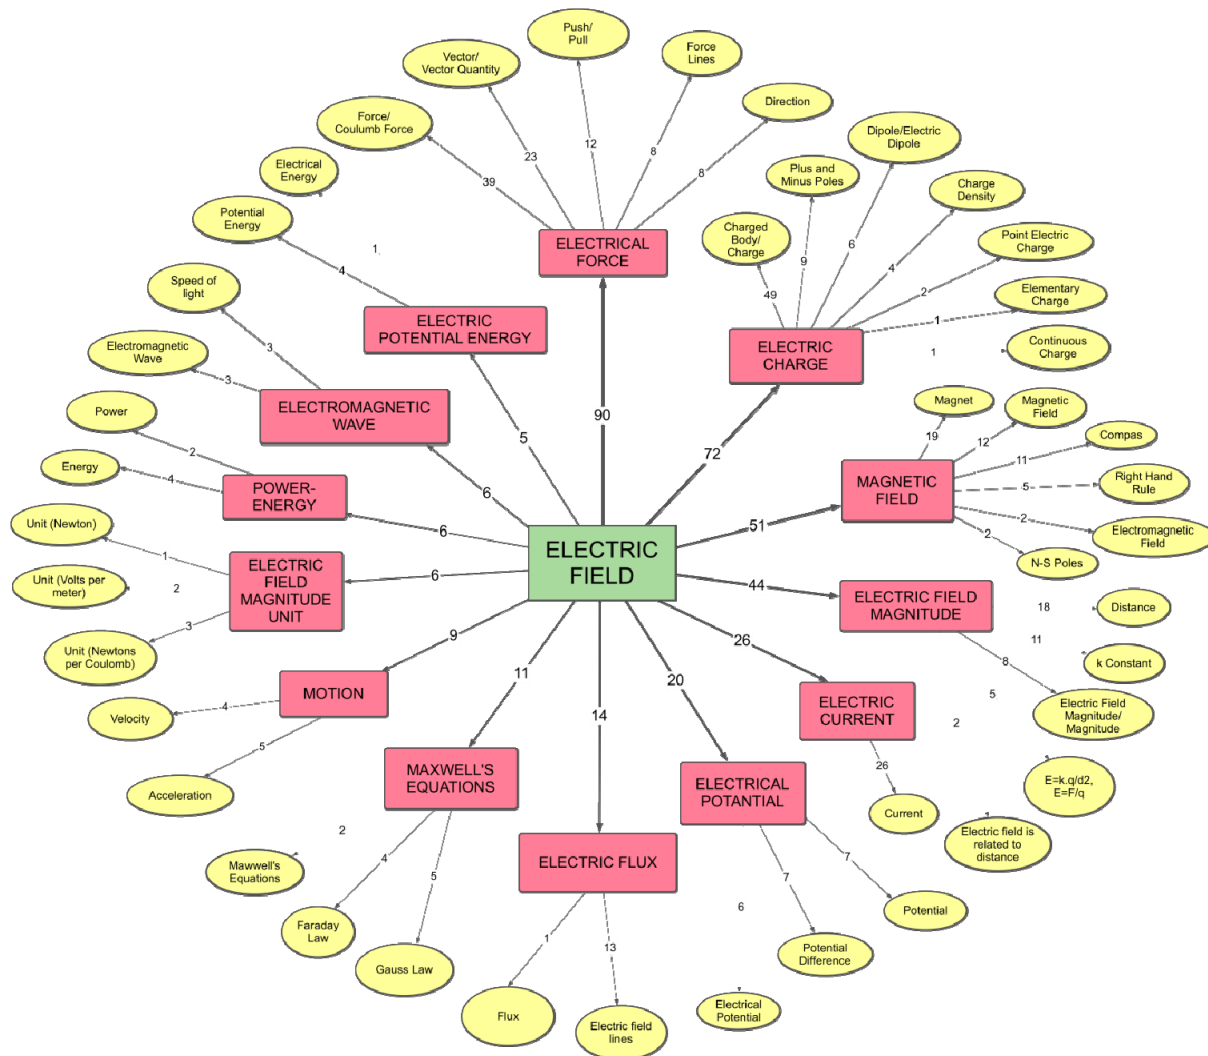 Push/
Pull
Vector/
Vector Quantity
Force
Lines
Force/
Coulumb Force
Direction
Electrical
Energy
Potential
Energy
Speed of
light
Electromagnetic
Wave
Power
Energy
Unit (Newton)
Unit (Volts per
meter)
Unit (Newtons
per Coulomb)
Velocity
Acceleration
Mawwell's
Equations
Faraday
Law
Gauss Law
Flux
Electric field
lines
Electrical
Potential
Potential
Difference
Potential
Current
Electric field is
related to
distance
E=k.q/d2,
E=F/q
Electric Field
Magnitude/
Magnitude
k Constant
Distance
N-S Poles
Electromagnetic
Field
Right Hand
Rule
Compas
Magnetic
Field
Magnet
Continuous
Charge
Elementary
Charge
Point Electric
Charge
Charge
Density
Dipole/Electric
Dipole
Plus and
Minus Poles
Charged
Body/
Charge
ELECTRICAL
FORCE
ELECTRIC
CHARGE
MAGNETIC
FIELD
ELECTRIC FIELD
MAGNITUDE
ELECTRIC
CURRENT
ELECTRICAL
POTANTIAL
ELECTRIC FLUX
MAXWELL'S
EQUATIONS
MOTION
ELECTRIC
FIELD
MAGNITUDE
UNIT
POWER-
ENERGY
ELECTROMAGNETIC
WAVE
ELECTRIC
POTENTIAL ENERGY
ELECTRIC
FIELD
90
72
51
44
26
20
14
11
9
6
6
6
5
39
23
12
8
8
49
9
6
4
2
1
1
19
12
11
5
2
2
18
11
8
5
2
26
7
7
6
13
1
5
4
2
5
4
3
2
1
4
2
3
3
4
1